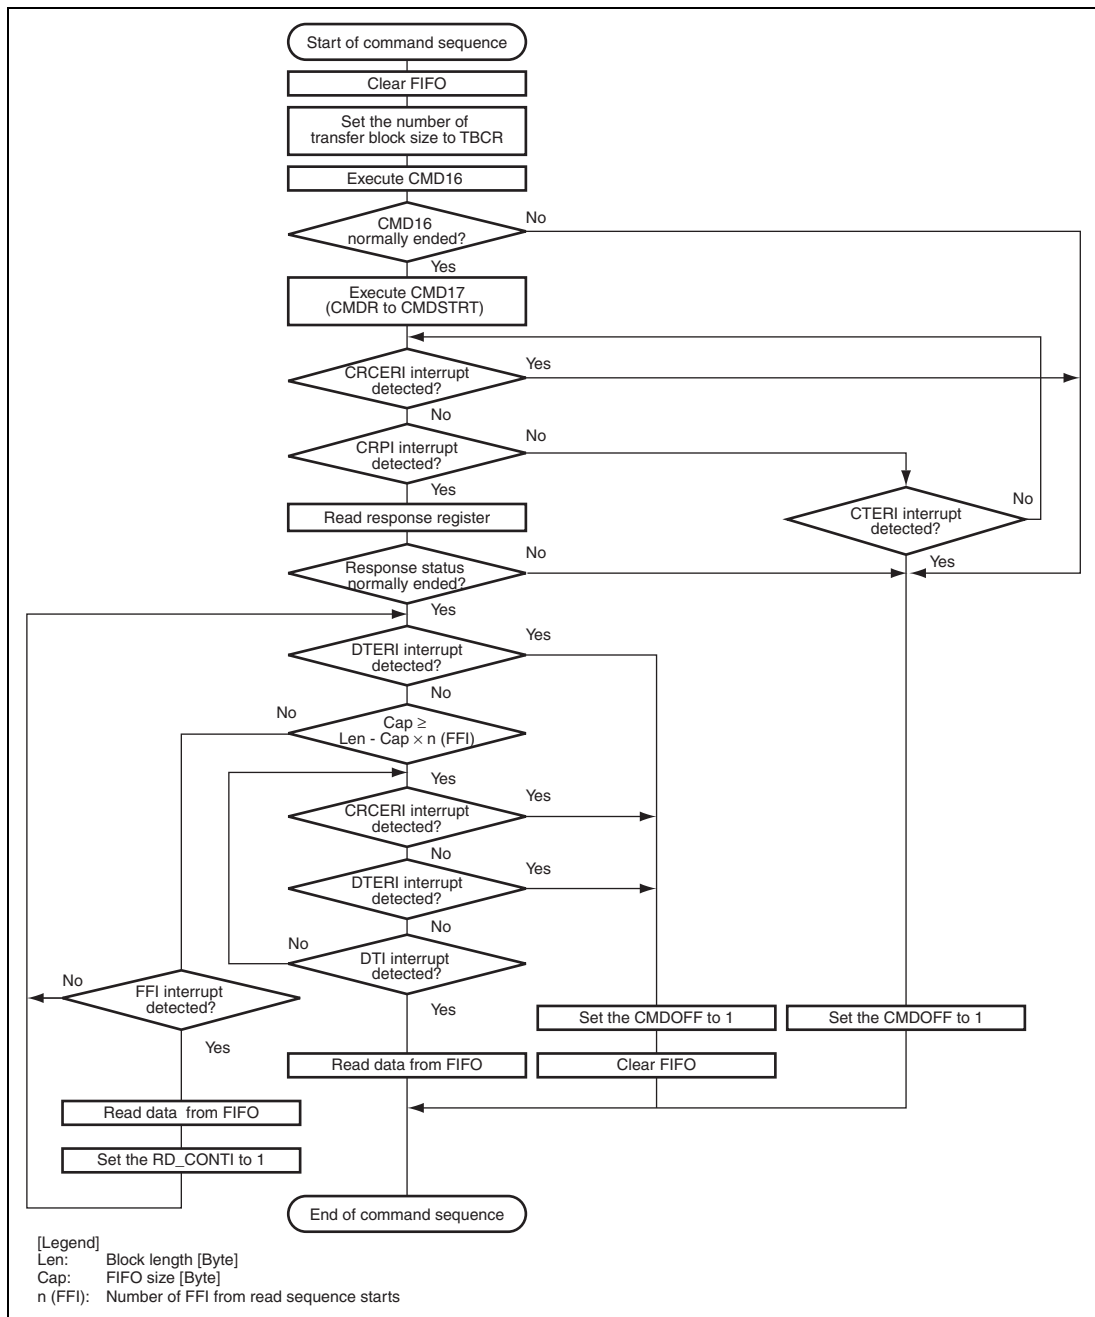 Start of command sequence
Clear FIFO
Set the number of
transfer block size to TBCR
Execute CMD16
CMD16
normally ended?
No
Yes
Execute CMD17
(CMDR to CMDSTRT)
CRCERI interrupt
detected?
Yes
No
CRPI interrupt
detected?
No
Yes
CTERI interrupt
detected?
No
Yes
Read response register
Response status
normally ended?
No
Yes
DTERI interrupt
detected?
Yes
No
Cap ≥
Len - Cap × n (FFI)
No
Yes
CRCERI interrupt
detected?
Yes
No
DTERI interrupt
detected?
Yes
No
DTI interrupt
detected?
No
Yes
FFI interrupt
detected?
No
Yes
Set the CMDOFF to 1
Set the CMDOFF to 1
Read data from FIFO
Clear FIFO
Read data  from FIFO
Set the RD_CONTI to 1
End of command sequence
[Legend]
Len: Block length [Byte]
Cap: FIFO size [Byte]
n (FFI): Number of FFI from read sequence starts